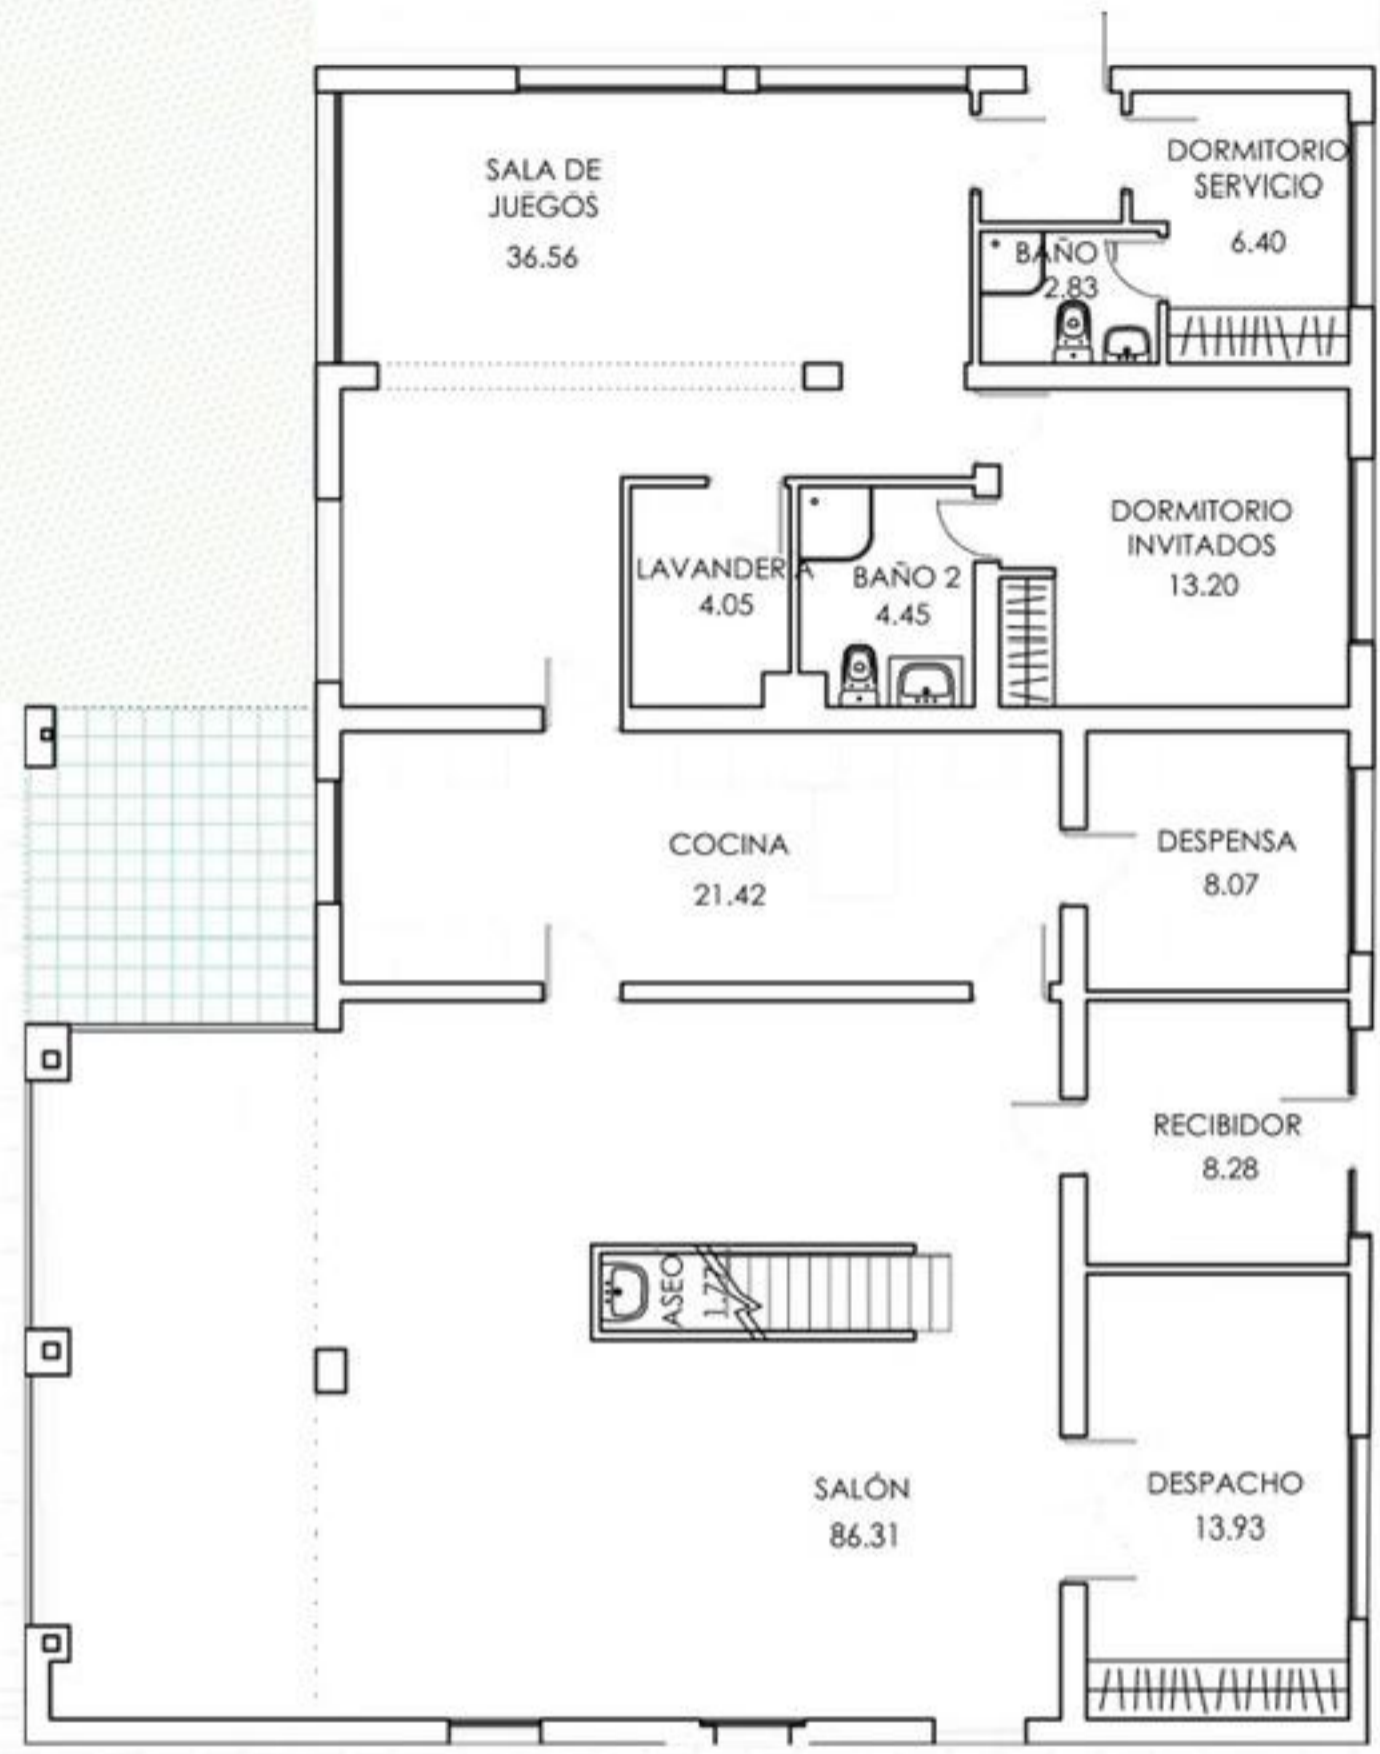 SALA DE
JUEGOS
36.56
DORMITORIO
SERVICIO
6.40
BAÑO 1
2.83
DORMITORIO
INVITADOS
13.20
LAVANDERÍA
4.05
BAÑO 2
4.45
COCINA
21.42
DESPENSA
8.07
RECIBIDOR
8.28
ASEO
1.77
SALÓN
86.31
DESPACHO
13.93